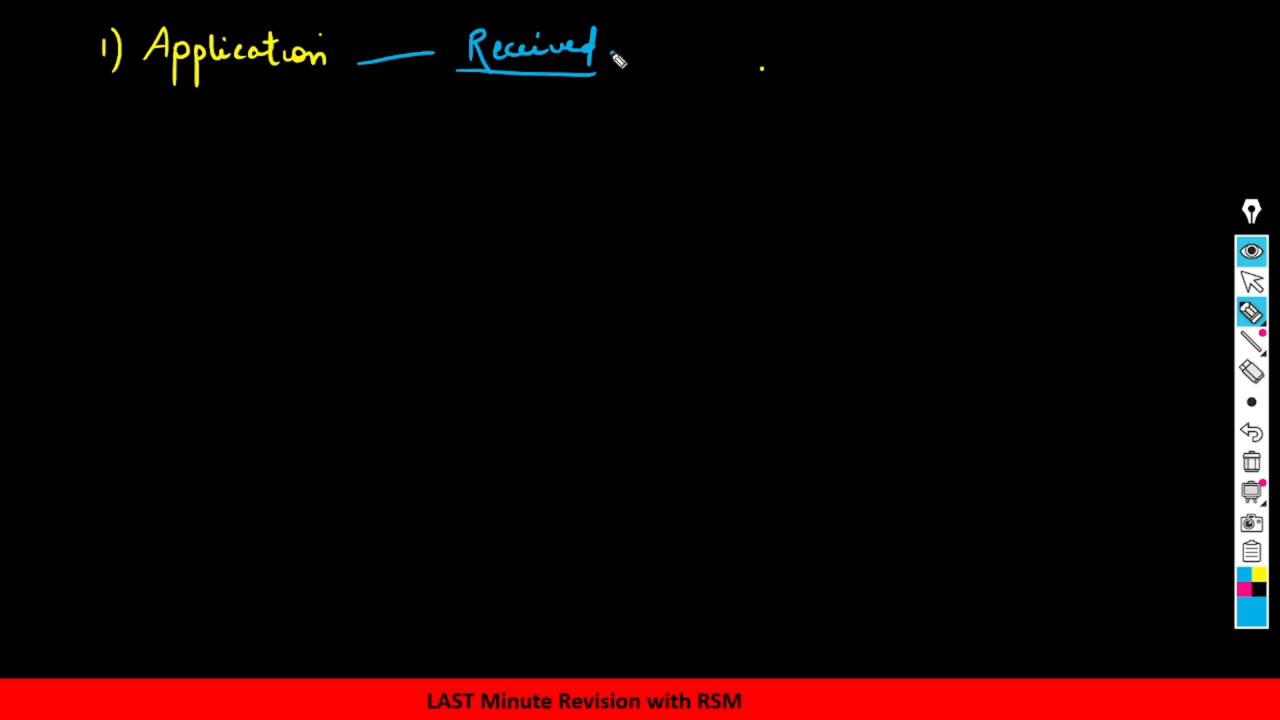 1) Application — Received
LAST Minute Revision with RSM